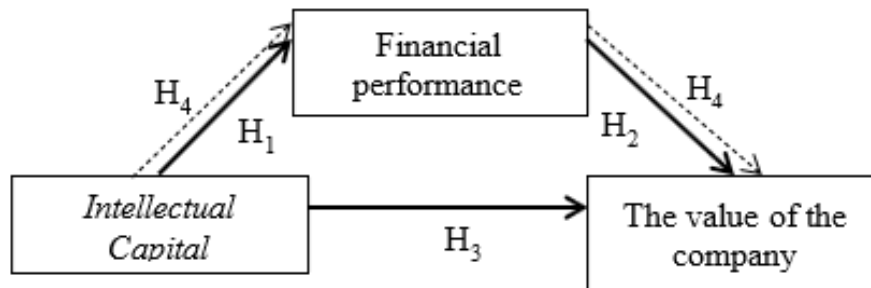 Financial
performance
H4
H4
H1
H2
Intellectual
Capital
The value of the
company
H3